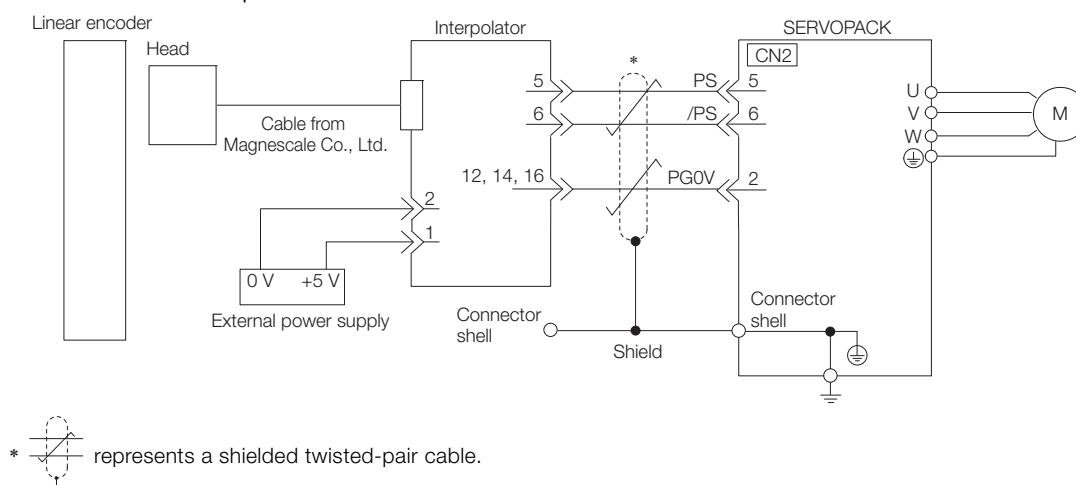 Linear encoder
Head
Interpolator
SERVOPACK
CN2
*
5
PS
5
6
/PS
6
U
V
W
M
Cable from
Magnescale Co., Ltd.
12, 14, 16
PG0V
2
2
1
0 V
+5 V
External power supply
Connector
shell
Shield
Connector
shell
* represents a shielded twisted-pair cable.